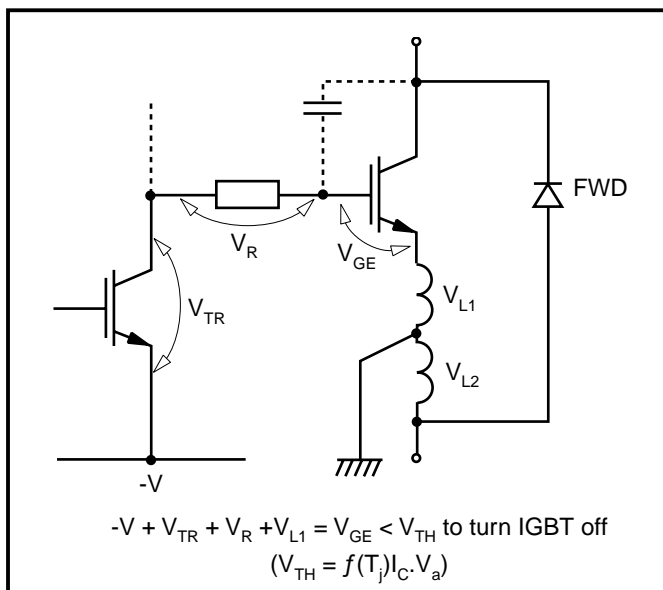 FWD
V_R
V_GE
V_TR
V_L1
V_L2
-V
-V + V_TR + V_R +V_L1 = V_GE < V_TH to turn IGBT off
(V_TH = ƒ(T_j)I_C.V_a)